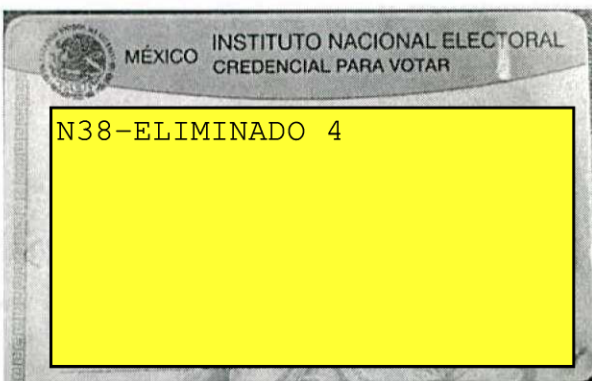 MÉXICO INSTITUTO NACIONAL ELECTORAL
CREDENCIAL PARA VOTAR
N38-ELIMINADO 4